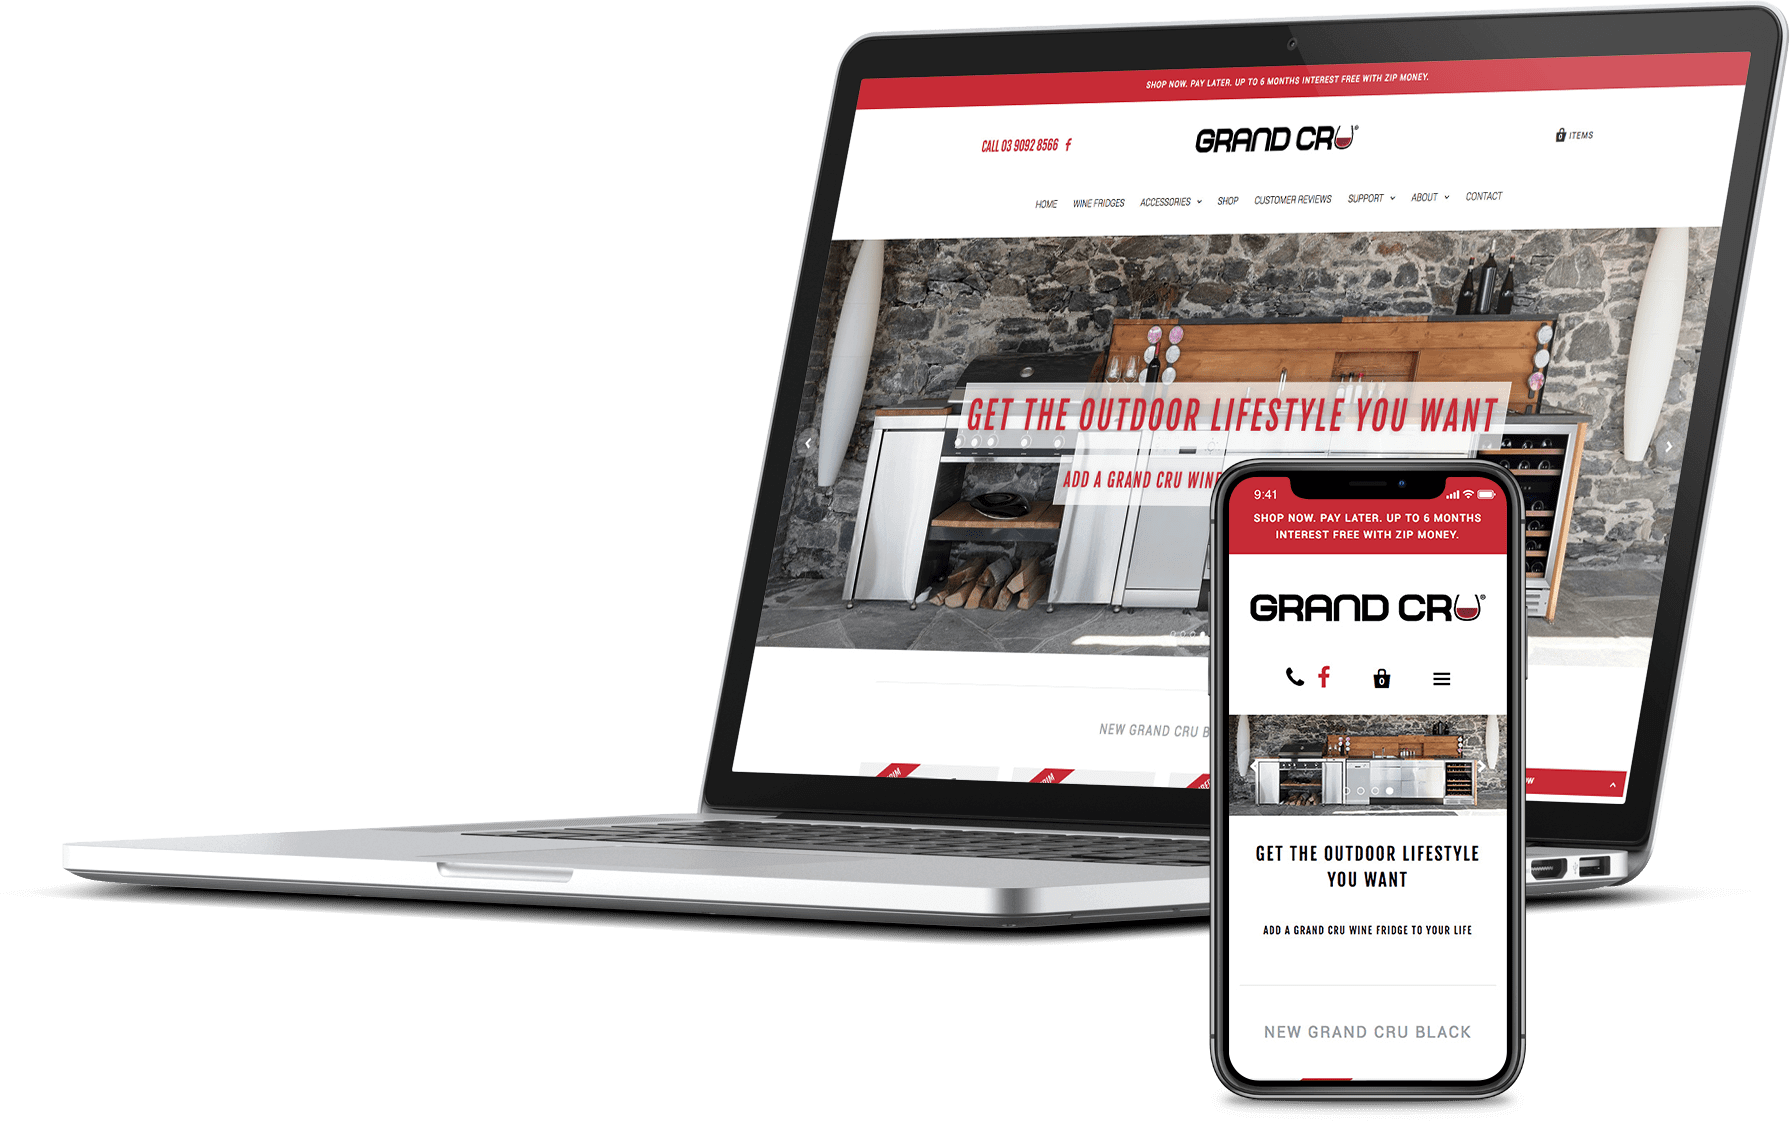 SHOP NOW. PAY LATER. UP TO 6 MONTHS INTEREST FREE WITH ZIP MONEY.
CALL 03 9092 8566 f
GRAND CRU®
0 ITEMS
HOME WINE FRIDGES ACCESSORIES SHOP CUSTOMER REVIEWS SUPPORT ABOUT CONTACT
GET THE OUTDOOR LIFESTYLE YOU WANT
ADD A GRAND CRU WINE
NEW GRAND CRU B
9:41
SHOP NOW. PAY LATER. UP TO 6 MONTHS
INTEREST FREE WITH ZIP MONEY.
GRAND CRU®
f 0
GET THE OUTDOOR LIFESTYLE
YOU WANT
ADD A GRAND CRU WINE FRIDGE TO YOUR LIFE
NEW GRAND CRU BLACK